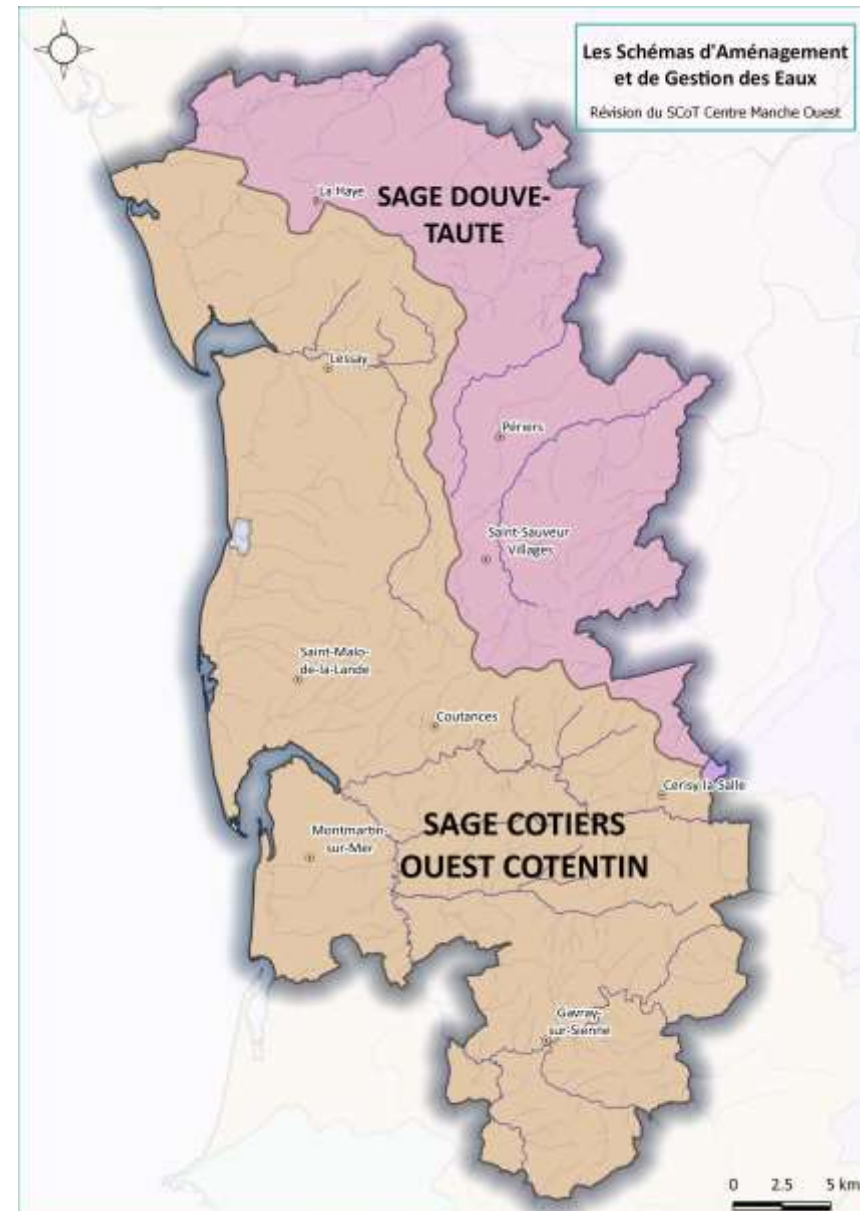 Les Schémas d'Aménagement
et de Gestion des Eaux
Révision du SCoT Centre Manche Ouest
La Haye
SAGE DOUVE-
TAUTE
Lessay
Périers
Saint-Sauveur
Villages
Saint-Malo-
de-la-Lande
Coutances
Cerisy-la-Salle
SAGE COTIERS
OUEST COTENTIN
Montmartin-
sur-Mer
Gavray-
sur-Sienne
0 2.5 5 km